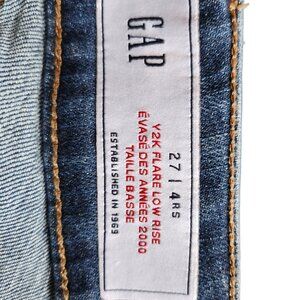 GAP
27 | 4RS
Y2K FLARE LOW RISE
ÉVASÉ DES ANNÉES 2000
TAILLE BASSE
ESTABLISHED IN 1969